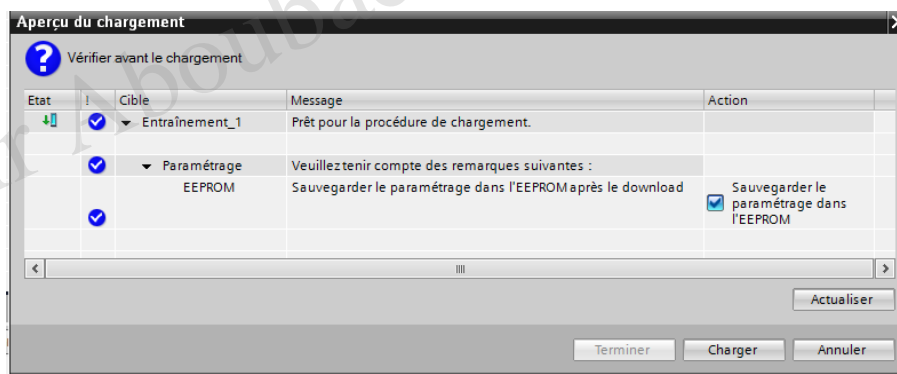 Aperçu du chargement
Vérifier avant le chargement
Etat ! Cible Message Action
Entraînement_1 Prêt pour la procédure de chargement.
Paramétrage Veuillez tenir compte des remarques suivantes :
EEPROM Sauvegarder le paramétrage dans l'EEPROM après le download Sauvegarder le
paramétrage dans
l'EEPROM
Actualiser
Terminer Charger Annuler